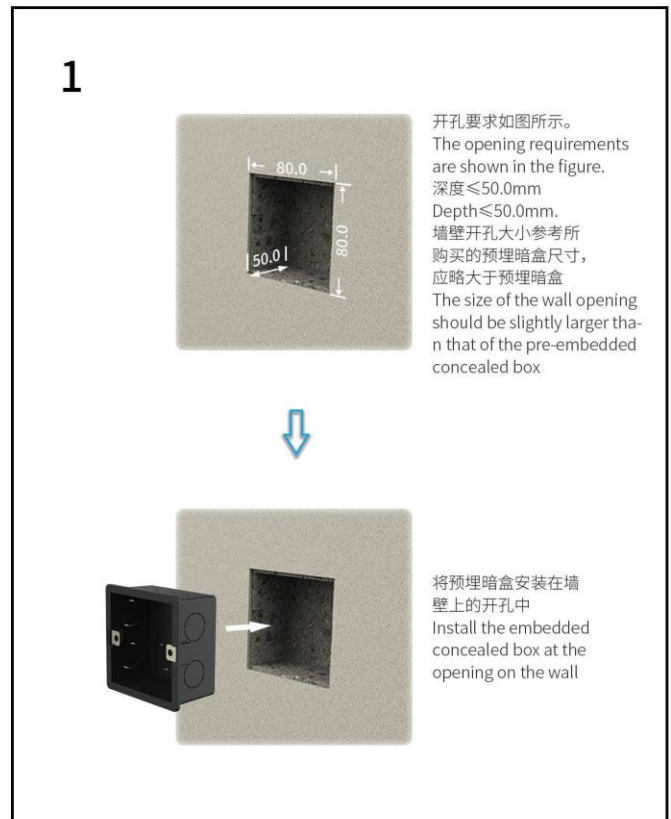 1
80.0
80.0
50.0
开孔要求如图所示。
The opening requirements
are shown in the figure.
深度≤50.0mm
Depth≤50.0mm.
墙壁开孔大小参考所
购买的预埋暗盒尺寸，
应略大于预埋暗盒
The size of the wall opening
should be slightly larger tha-
n that of the pre-embedded
concealed box
将预埋暗盒安装在墙
壁上的开孔中
Install the embedded
concealed box at the
opening on the wall